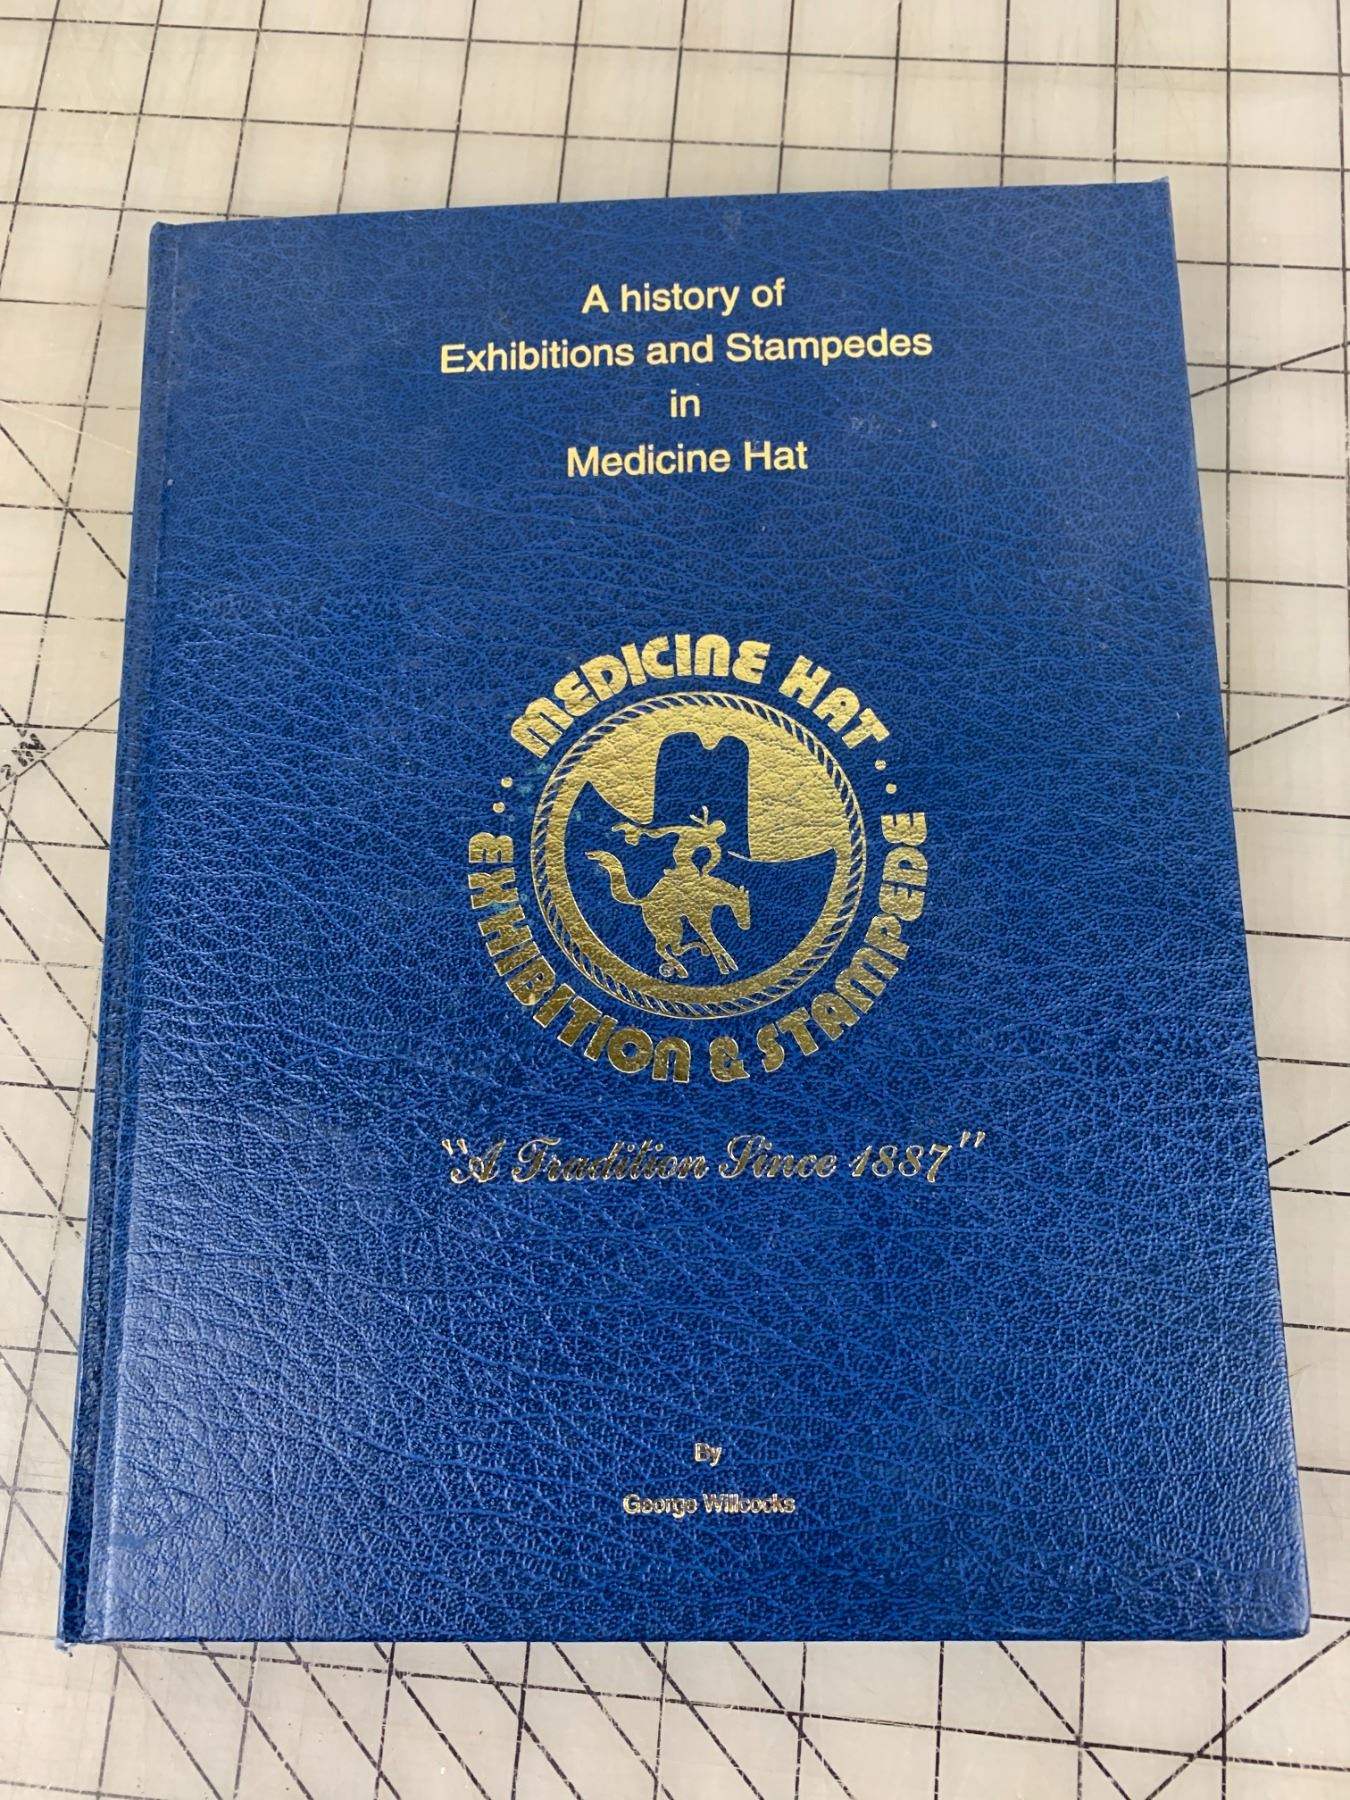 A history of
Exhibitions and Stampedes
in
Medicine Hat
MEDICINE HAT
EXHIBITION & STAMPEDE
®
"A Tradition Since 1887"
By
George Willcocks